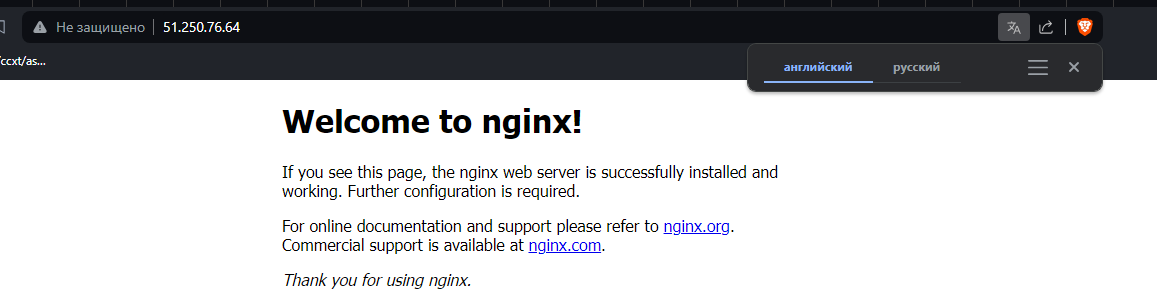 Не защищено 51.250.76.64
/ccxt/as...
английский русский
Welcome to nginx!
If you see this page, the nginx web server is successfully installed and
working. Further configuration is required.
For online documentation and support please refer to nginx.org.
Commercial support is available at nginx.com.
Thank you for using nginx.